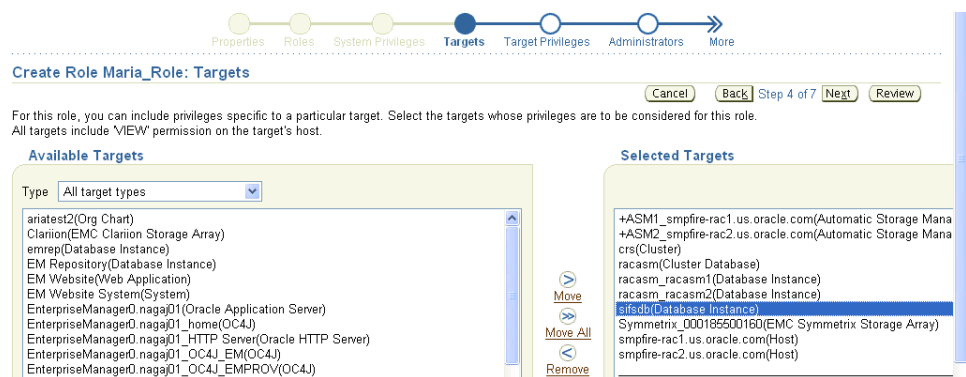 Properties Roles System Privileges Targets Target Privileges Administrators More
Create Role Maria_Role: Targets
Cancel Back Step 4 of 7 Next Review
For this role, you can include privileges specific to a particular target. Select the targets whose privileges are to be considered for this role.
All targets include 'VIEW' permission on the target's host.
Available Targets
Type All target types
ariatest2(Org Chart)
Clariion(EMC Clariion Storage Array)
emrep(Database Instance)
EM Repository(Database Instance)
EM Website(Web Application)
EM Website System(System)
EnterpriseManager0.nagaj01(Oracle Application Server)
EnterpriseManager0.nagaj01_home(OC4J)
EnterpriseManager0.nagaj01_HTTP Server(Oracle HTTP Server)
EnterpriseManager0.nagaj01_OC4J_EM(OC4J)
EnterpriseManager0.nagaj01_OC4J_EMPROV(OC4J)
Move
Move All
Remove
Selected Targets
+ASM1_smpfire-rac1.us.oracle.com(Automatic Storage Mana
+ASM2_smpfire-rac2.us.oracle.com(Automatic Storage Mana
crs(Cluster)
racasm(Cluster Database)
racasm_racasm1(Database Instance)
racasm_racasm2(Database Instance)
sifsdb(Database Instance)
Symmetrix_000185500160(EMC Symmetrix Storage Array)
smpfire-rac1.us.oracle.com(Host)
smpfire-rac2.us.oracle.com(Host)